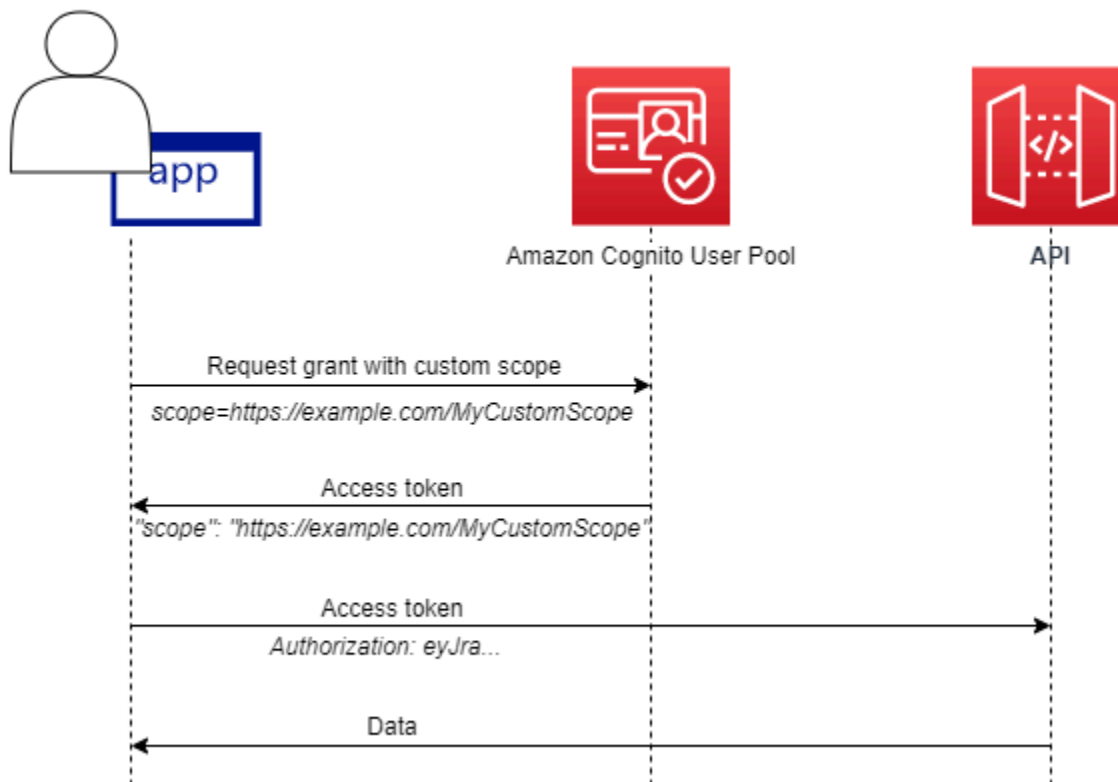 app
</>
Amazon Cognito User Pool
API
Request grant with custom scope
scope=https://example.com/MyCustomScope
Access token
"scope": "https://example.com/MyCustomScope"
Access token
Authorization: eyJra...
Data